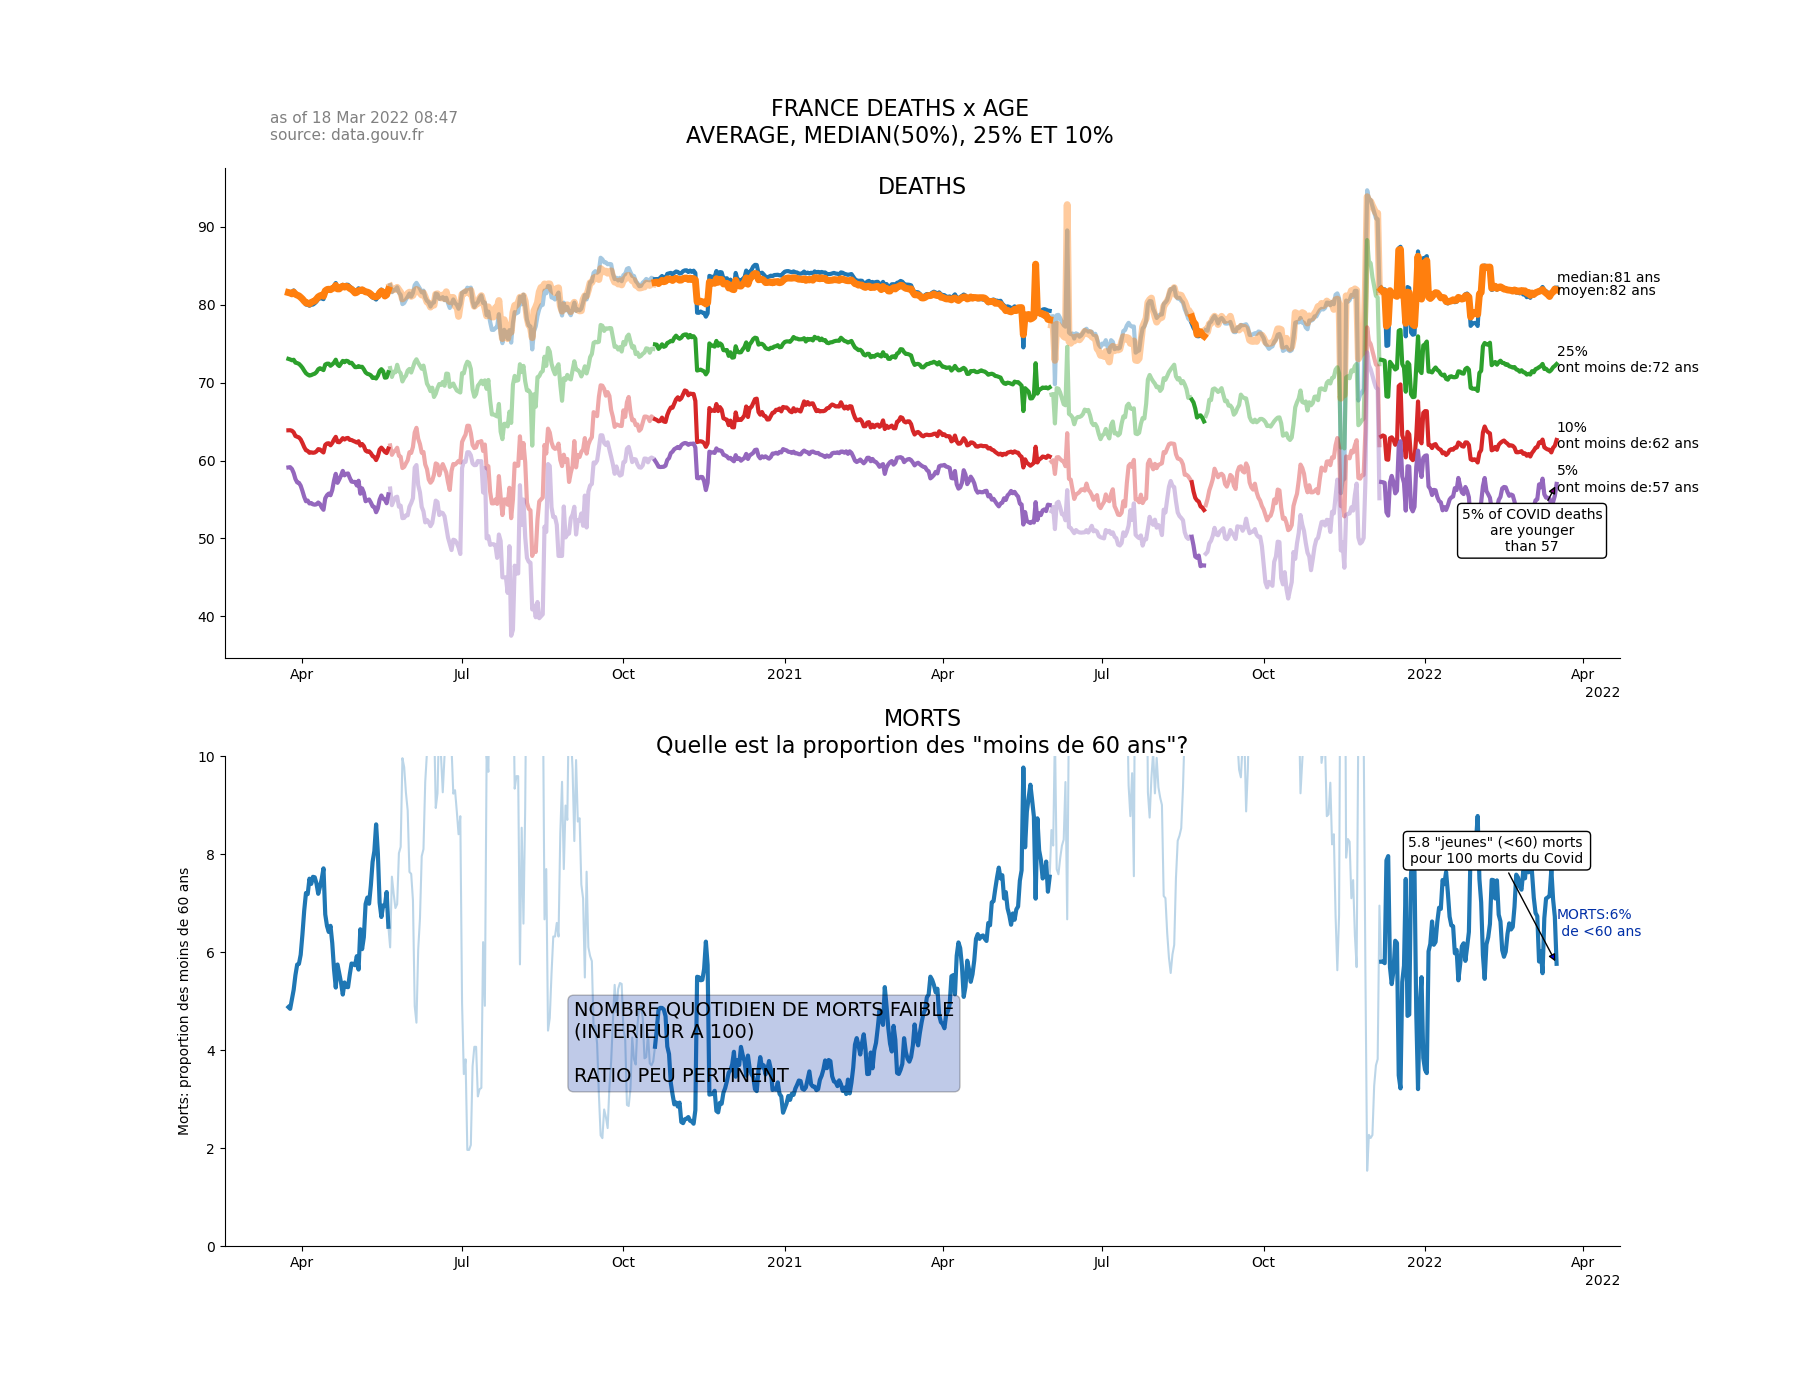 as of 18 Mar 2022 08:47
source: data.gouv.fr
FRANCE DEATHS x AGE
AVERAGE, MEDIAN(50%), 25% ET 10%
DEATHS
90
80
70
60
50
40
median:81 ans
moyen:82 ans
25%
ont moins de:72 ans
10%
ont moins de:62 ans
5%
ont moins de:57 ans
5% of COVID deaths
are younger
than 57
Apr
Jul
Oct
2021
Apr
Jul
Oct
2022
Apr
2022
MORTS
Quelle est la proportion des "moins de 60 ans"?
Morts: proportion des moins de 60 ans
10
8
6
4
2
0
5.8 "jeunes" (<60) morts
pour 100 morts du Covid
MORTS:6%
de <60 ans
NOMBRE QUOTIDIEN DE MORTS FAIBLE
(INFERIEUR A 100)
RATIO PEU PERTINENT
Apr
Jul
Oct
2021
Apr
Jul
Oct
2022
Apr
2022